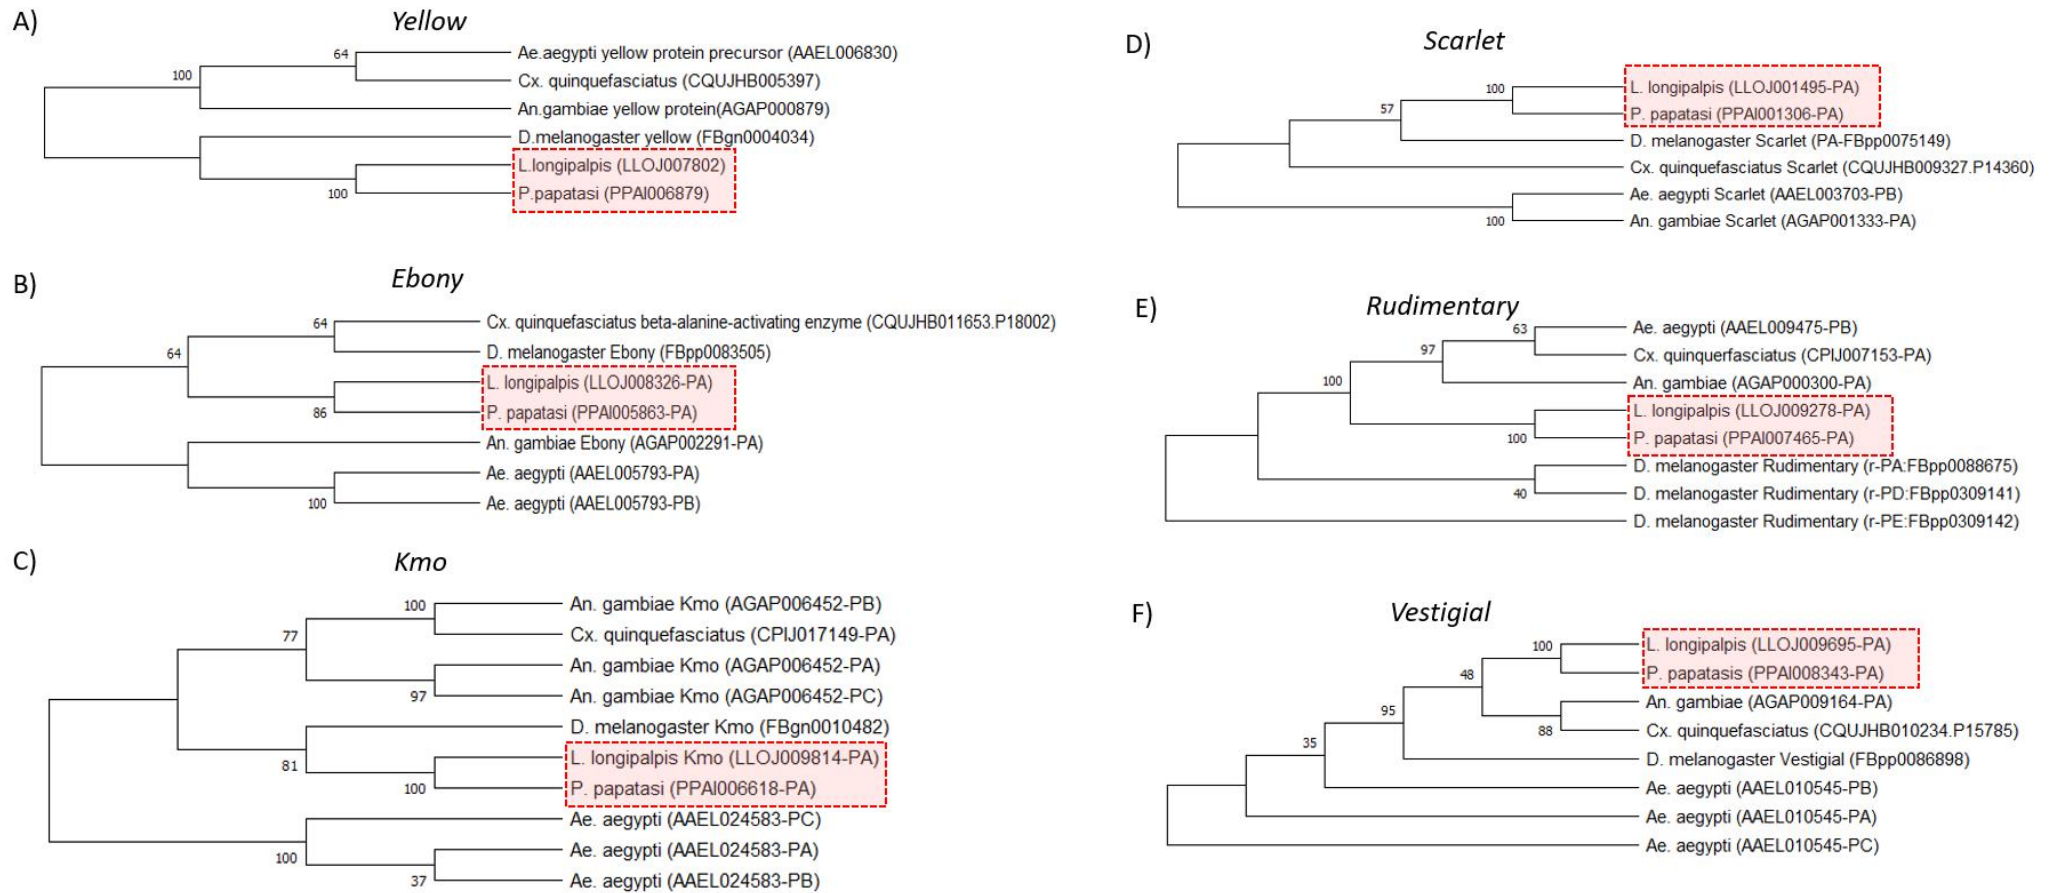 A)
Yellow
64
Ae.aegypti yellow protein precursor (AAEL006830)
Cx. quinquefasciatus (CQUJHB005397)
100
An.gambiae yellow protein(AGAP000879)
D.melanogaster yellow (FBgn0004034)
L.longipalpis (LLOJ007802)
P.papatasi (PPAI006879)
100
B)
Ebony
64
Cx. quinquefasciatus beta-alanine-activating enzyme (CQUJHB011653.P18002)
D. melanogaster Ebony (FBpp0083505)
64
L. longipalpis (LLOJ008326-PA)
P. papatasi (PPAI005863-PA)
86
An. gambiae Ebony (AGAP002291-PA)
Ae. aegypti (AAEL005793-PA)
Ae. aegypti (AAEL005793-PB)
100
C)
Kmo
100
An. gambiae Kmo (AGAP006452-PB)
Cx. quinquefasciatus (CPIJ017149-PA)
77
An. gambiae Kmo (AGAP006452-PA)
An. gambiae Kmo (AGAP006452-PC)
97
D. melanogaster Kmo (FBgn0010482)
L. longipalpis Kmo (LLOJ009814-PA)
81
P. papatasi (PPAI006618-PA)
100
Ae. aegypti (AAEL024583-PC)
Ae. aegypti (AAEL024583-PA)
100
Ae. aegypti (AAEL024583-PB)
37
D)
Scarlet
100
L. longipalpis (LLOJ001495-PA)
P. papatasi (PPAI001306-PA)
57
D. melanogaster Scarlet (PA-FBpp0075149)
Cx. quinquefasciatus Scarlet (CQUJHB009327.P14360)
Ae. aegypti Scarlet (AAEL003703-PB)
An. gambiae Scarlet (AGAP001333-PA)
100
E)
Rudimentary
63
Ae. aegypti (AAEL009475-PB)
Cx. quinquerfasciatus (CPIJ007153-PA)
97
An. gambiae (AGAP000300-PA)
100
L. longipalpis (LLOJ009278-PA)
P. papatasi (PPAI007465-PA)
100
D. melanogaster Rudimentary (r-PA:FBpp0088675)
D. melanogaster Rudimentary (r-PD:FBpp0309141)
40
D. melanogaster Rudimentary (r-PE:FBpp0309142)
F)
Vestigial
100
L. longipalpis (LLOJ009695-PA)
P. papatasis (PPAI008343-PA)
48
An. gambiae (AGAP009164-PA)
95
Cx. quinquefasciatus (CQUJHB010234.P15785)
88
35
D. melanogaster Vestigial (FBpp0086898)
Ae. aegypti (AAEL010545-PB)
Ae. aegypti (AAEL010545-PA)
Ae. aegypti (AAEL010545-PC)